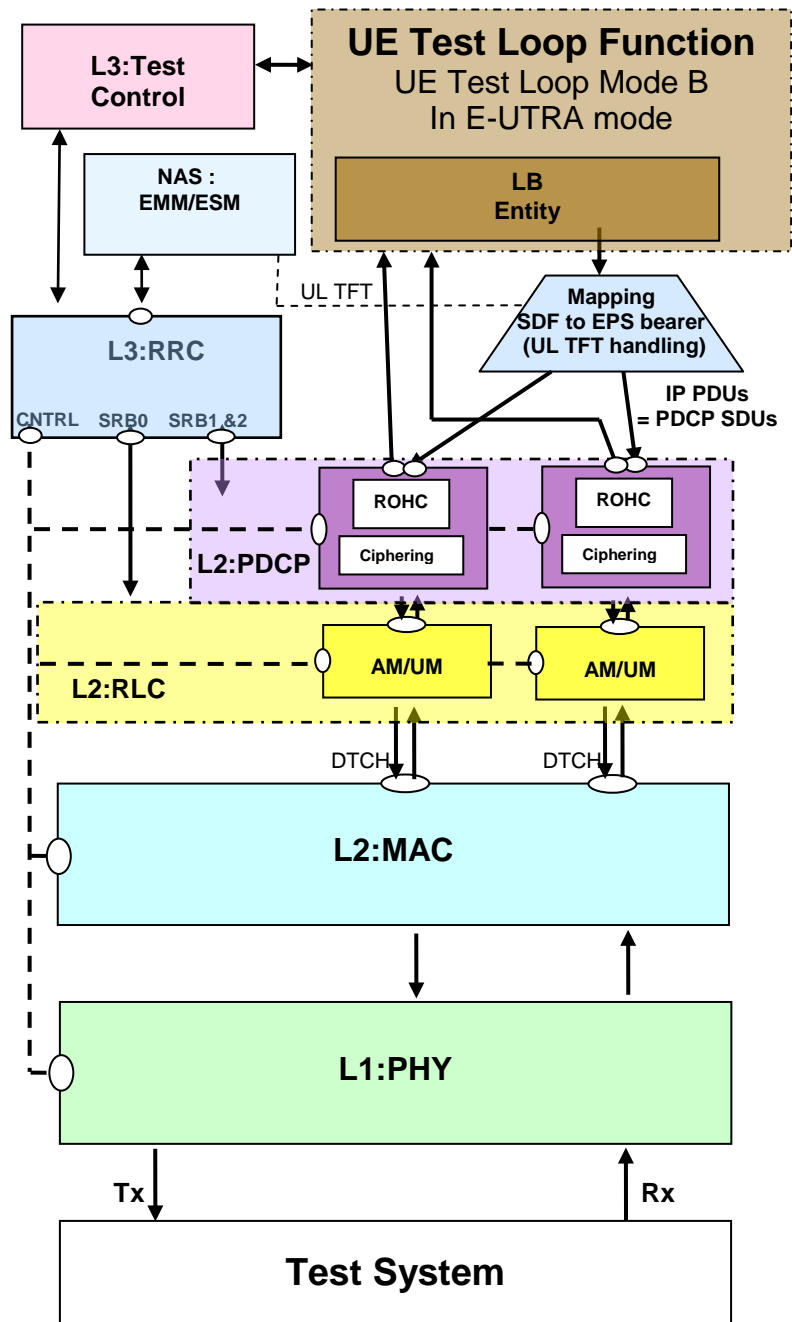 L3:Test
Control
UE Test Loop Function
UE Test Loop Mode B
In E-UTRA mode
NAS :
EMM/ESM
LB
Entity
UL TFT
Mapping
SDF to EPS bearer
(UL TFT handling)
L3:RRC
CNTRL SRB0 SRB1 &2
IP PDUs
= PDCP SDUs
ROHC
Ciphering
ROHC
Ciphering
L2:PDCP
AM/UM
AM/UM
L2:RLC
DTCH
DTCH
L2:MAC
L1:PHY
Tx
Rx
Test System